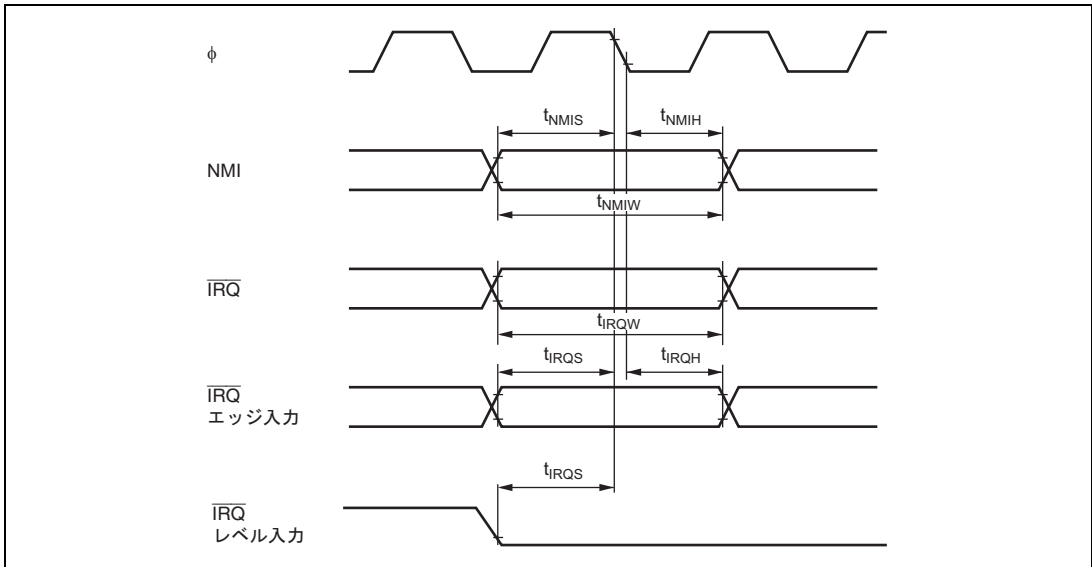 φ
tNMIS
tNMIH
NMI
tNMIW
IRQ
tIRQW
tIRQS
tIRQH
IRQ
エッジ入力
tIRQS
IRQ
レベル入力